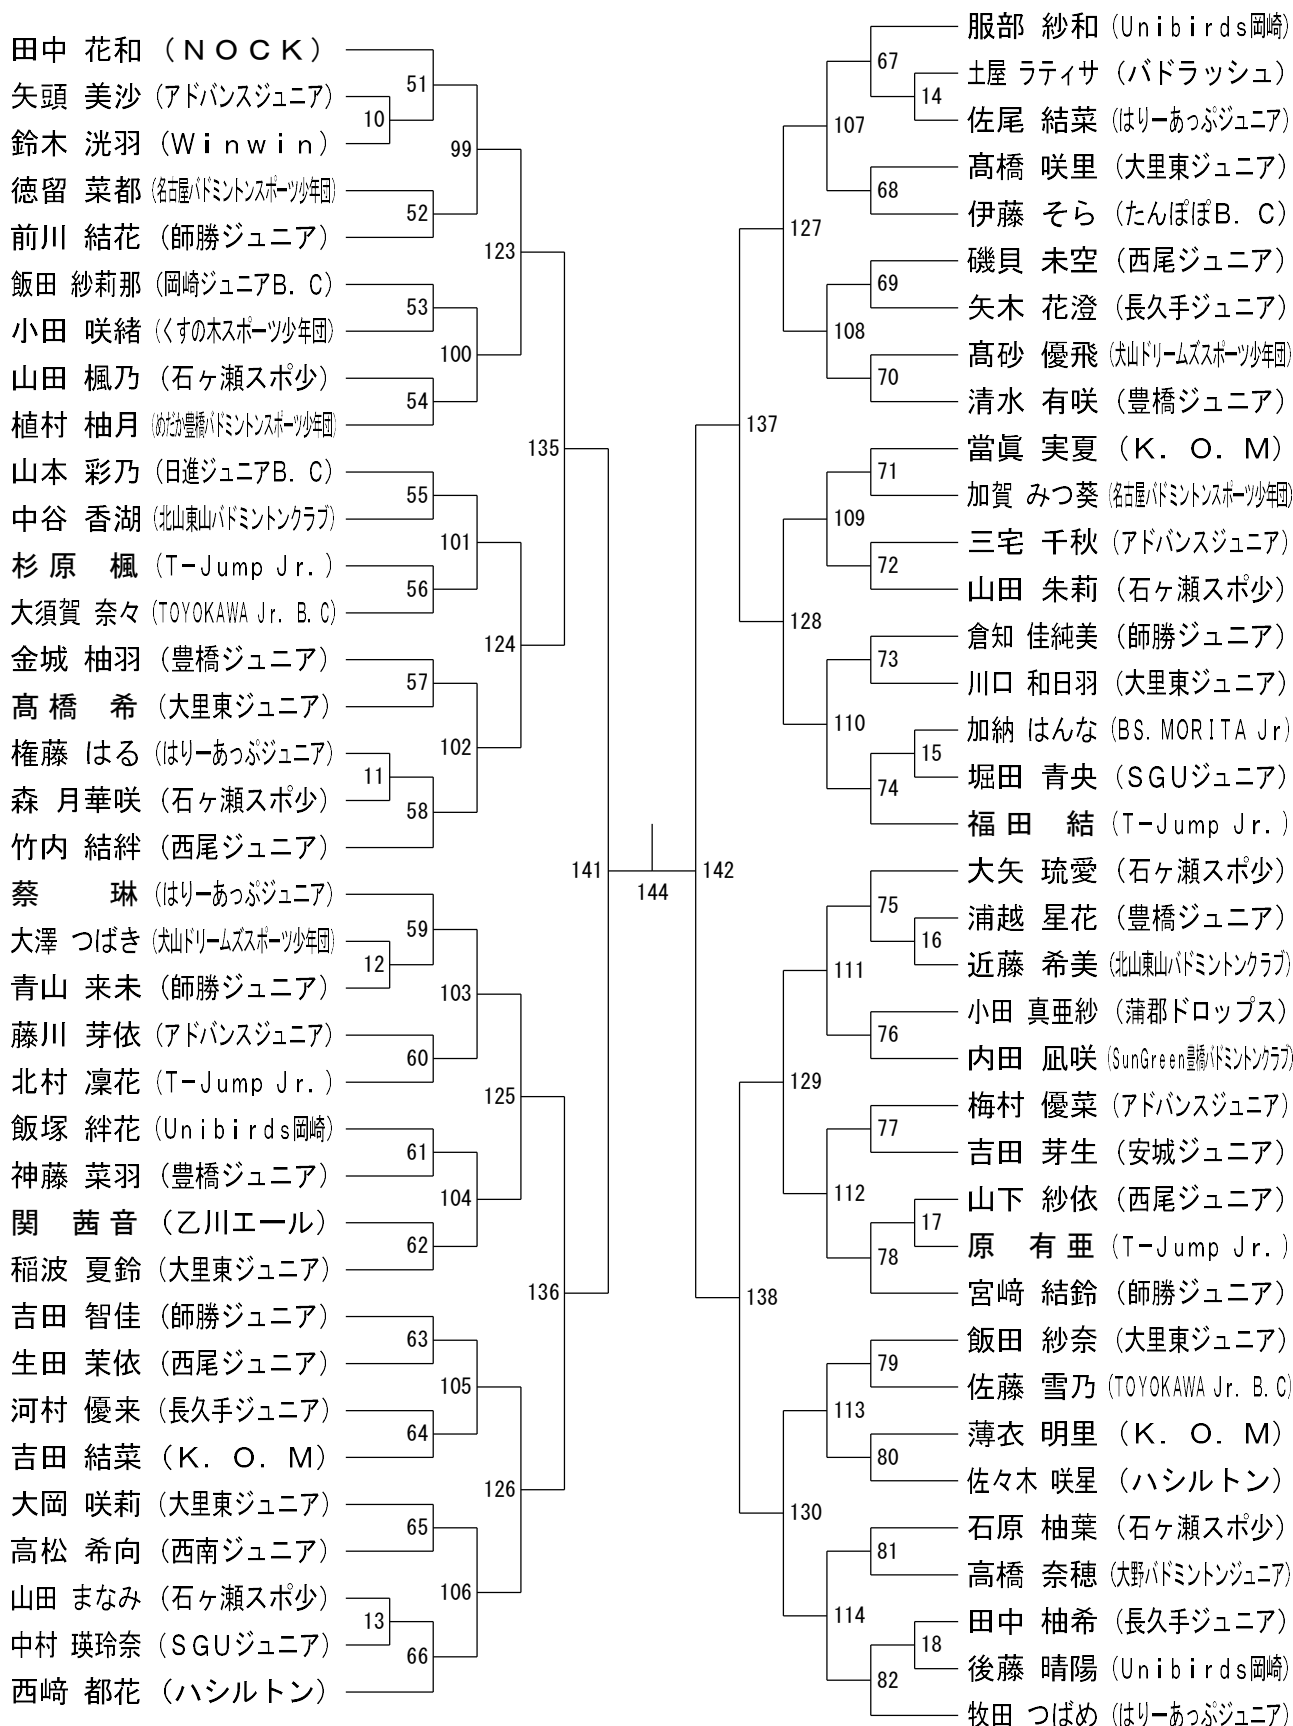 田中 花和 (ＮＯＣＫ)
矢頭 美沙 (アドバンスジュニア)
鈴木 洸羽 (Ｗｉｎｗｉｎ)
徳留 菜都 (名古屋バドミントンスポーツ少年団)
前川 結花 (師勝ジュニア)
飯田 紗莉那 (岡崎ジュニアB. C)
小田 咲緒 (くすの木スポーツ少年団)
山田 楓乃 (石ヶ瀬スポ少)
植村 柚月 (めだか豊橋バドミントンスポーツ少年団)
山本 彩乃 (日進ジュニアB. C)
中谷 香湖 (北山東山バドミントンクラブ)
杉原 楓 (T-Jump Jr.)
大須賀 奈々 (TOYOKAWA Jr. B. C)
金城 柚羽 (豊橋ジュニア)
髙橋 希 (大里東ジュニア)
権藤 はる (はりーあっぷジュニア)
森 月華咲 (石ヶ瀬スポ少)
竹内 結絆 (西尾ジュニア)
蔡 琳 (はりーあっぷジュニア)
大澤 つばき (犬山ドリームズスポーツ少年団)
青山 来未 (師勝ジュニア)
藤川 芽依 (アドバンスジュニア)
北村 凜花 (T-Jump Jr.)
飯塚 絆花 (Unibirds岡崎)
神藤 菜羽 (豊橋ジュニア)
関 茜音 (乙川エール)
稲波 夏鈴 (大里東ジュニア)
吉田 智佳 (師勝ジュニア)
生田 茉依 (西尾ジュニア)
河村 優来 (長久手ジュニア)
吉田 結菜 (Ｋ．Ｏ．Ｍ)
大岡 咲莉 (大里東ジュニア)
高松 希向 (西南ジュニア)
山田 まなみ (石ヶ瀬スポ少)
中村 瑛玲奈 (ＳＧＵジュニア)
西﨑 都花 (ハシルトン)
51
10
99
52
123
53
100
54
135
55
101
56
124
57
102
11
58
141
59
12
103
60
125
61
104
62
136
63
105
64
126
65
106
13
66
144
服部 紗和 (Unibirds岡崎)
土屋 ラティサ (バドラッシュ)
佐尾 結菜 (はりーあっぷジュニア)
髙橋 咲里 (大里東ジュニア)
伊藤 そら (たんぽぽB. C)
磯貝 未空 (西尾ジュニア)
矢木 花澄 (長久手ジュニア)
髙砂 優飛 (犬山ドリームズスポーツ少年団)
清水 有咲 (豊橋ジュニア)
當眞 実夏 (Ｋ．Ｏ．Ｍ)
加賀 みつ葵 (名古屋バドミントンスポーツ少年団)
三宅 千秋 (アドバンスジュニア)
山田 朱莉 (石ヶ瀬スポ少)
倉知 佳純美 (師勝ジュニア)
川口 和日羽 (大里東ジュニア)
加納 はんな (BS. MORITA Jr)
堀田 青央 (ＳＧＵジュニア)
福田 結 (T-Jump Jr.)
大矢 琉愛 (石ヶ瀬スポ少)
浦越 星花 (豊橋ジュニア)
近藤 希美 (北山東山バドミントンクラブ)
小田 真亜紗 (蒲郡ドロップス)
内田 凪咲 (SunGreen豊橋バドミントンクラブ)
梅村 優菜 (アドバンスジュニア)
吉田 芽生 (安城ジュニア)
山下 紗依 (西尾ジュニア)
原 有亜 (T-Jump Jr.)
宮﨑 結鈴 (師勝ジュニア)
飯田 紗奈 (大里東ジュニア)
佐藤 雪乃 (TOYOKAWA Jr. B. C)
薄衣 明里 (Ｋ．Ｏ．Ｍ)
佐々木 咲星 (ハシルトン)
石原 柚葉 (石ヶ瀬スポ少)
高橋 奈穂 (大野バドミントンジュニア)
田中 柚希 (長久手ジュニア)
後藤 晴陽 (Unibirds岡崎)
牧田 つばめ (はりーあっぷジュニア)
67
14
107
68
127
69
108
70
137
71
109
72
128
73
110
15
74
142
75
16
111
76
129
77
112
17
78
138
79
113
80
130
81
114
18
82